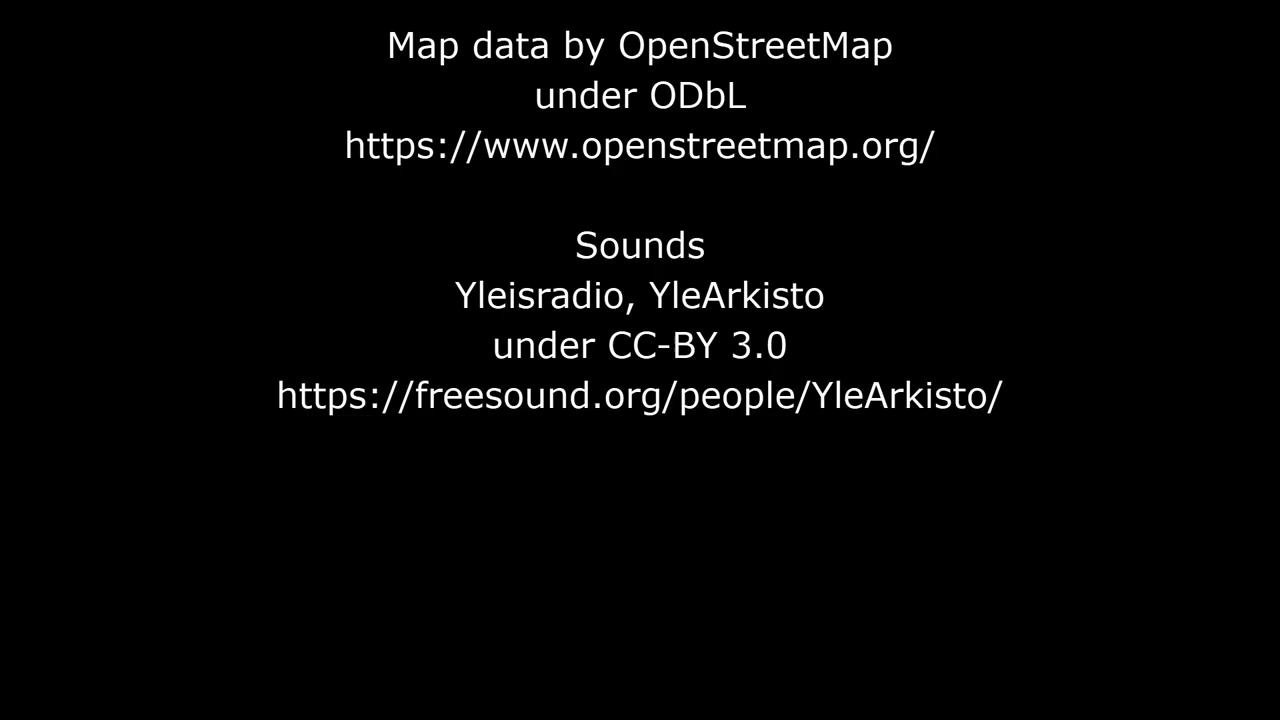 Map data by OpenStreetMap
under ODbL
https://www.openstreetmap.org/
Sounds
Yleisradio, YleArkisto
under CC-BY 3.0
https://freesound.org/people/YleArkisto/